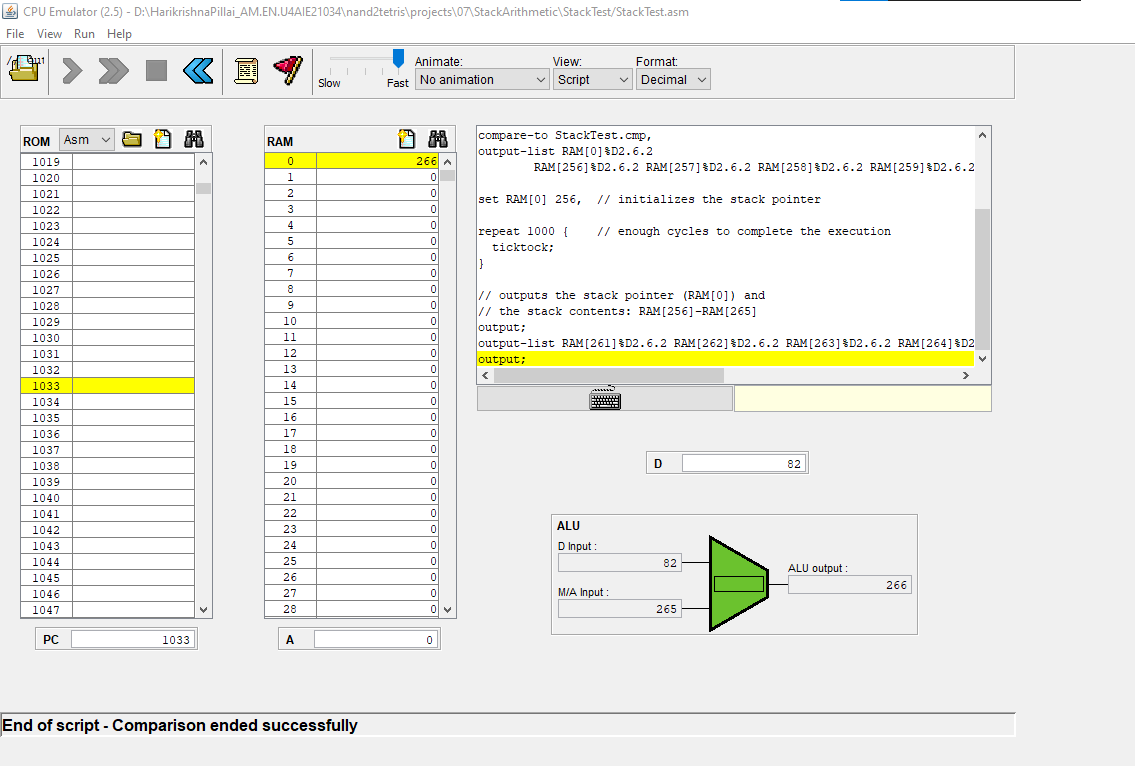 CPU Emulator (2.5) - D:\HarikrishnaPillai_AM.EN.U4AIE21034\nand2tetris\projects\07\StackArithmetic\StackTest/StackTest.asm
File View Run Help
Slow Fast
Animate: No animation
View: Script
Format: Decimal
ROM Asm
1019
1020
1021
1022
1023
1024
1025
1026
1027
1028
1029
1030
1031
1032
1033
1034
1035
1036
1037
1038
1039
1040
1041
1042
1043
1044
1045
1046
1047
PC 1033
RAM
0 266
1 0
2 0
3 0
4 0
5 0
6 0
7 0
8 0
9 0
10 0
11 0
12 0
13 0
14 0
15 0
16 0
17 0
18 0
19 0
20 0
21 0
22 0
23 0
24 0
25 0
26 0
27 0
28 0
A 0
compare-to StackTest.cmp,
output-list RAM[0]%D2.6.2
RAM[256]%D2.6.2 RAM[257]%D2.6.2 RAM[258]%D2.6.2 RAM[259]%D2.6.2
set RAM[0] 256, // initializes the stack pointer
repeat 1000 { // enough cycles to complete the execution
ticktock;
}
// outputs the stack pointer (RAM[0]) and
// the stack contents: RAM[256]-RAM[265]
output;
output-list RAM[261]%D2.6.2 RAM[262]%D2.6.2 RAM[263]%D2.6.2 RAM[264]%D2
output;
D 82
ALU
D Input :
82
M/A Input :
265
ALU output :
266
End of script - Comparison ended successfully